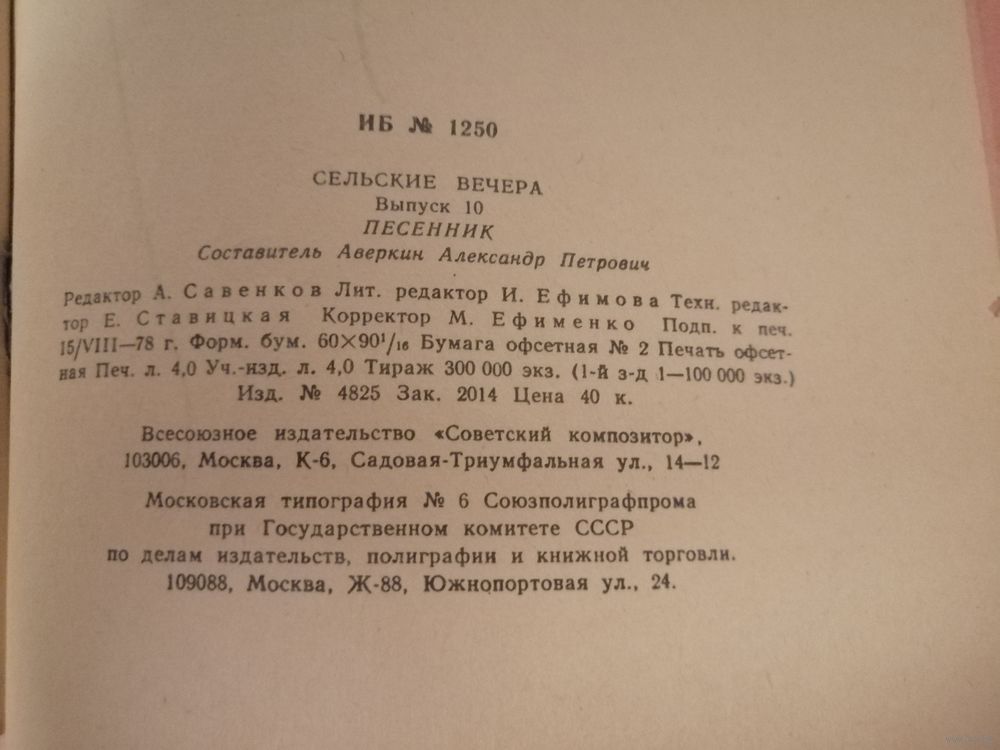 ИБ № 1250
СЕЛЬСКИЕ ВЕЧЕРА
Выпуск 10
ПЕСЕННИК
Составитель Аверкин Александр Петрович
Редактор А. Савенков Лит. редактор И. Ефимова Техн. редак-
тор Е. Ставицкая Корректор М. Ефименко Подп. к печ.
15/VIII—78 г. Форм. бум. 60×90¹/₁₆ Бумага офсетная № 2 Печать офсет-
ная Печ. л. 4,0 Уч.-изд. л. 4,0 Тираж 300 000 экз. (1-й з-д 1—100 000 экз.)
Изд. № 4825 Зак. 2014 Цена 40 к.
Всесоюзное издательство «Советский композитор»,
103006, Москва, К-6, Садовая-Триумфальная ул., 14—12
Московская типография № 6 Союзполиграфпрома
при Государственном комитете СССР
по делам издательств, полиграфии и книжной торговли.
109088, Москва, Ж-88, Южнопортовая ул., 24.